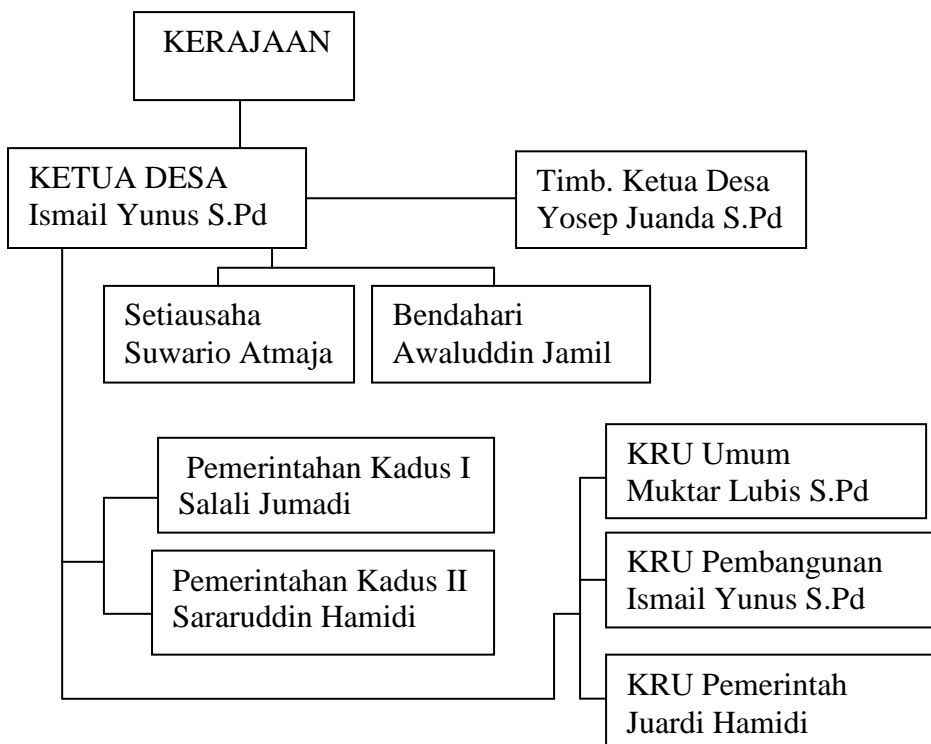 KERAJAAN
KETUA DESA
Ismail Yunus S.Pd
Timb. Ketua Desa
Yosep Juanda S.Pd
Setiausaha
Suwario Atmaja
Bendahari
Awaluddin Jamil
Pemerintahan Kadus I
Salali Jumadi
Pemerintahan Kadus II
Sararuddin Hamidi
KRU Umum
Muktar Lubis S.Pd
KRU Pembangunan
Ismail Yunus S.Pd
KRU Pemerintah
Juardi Hamidi